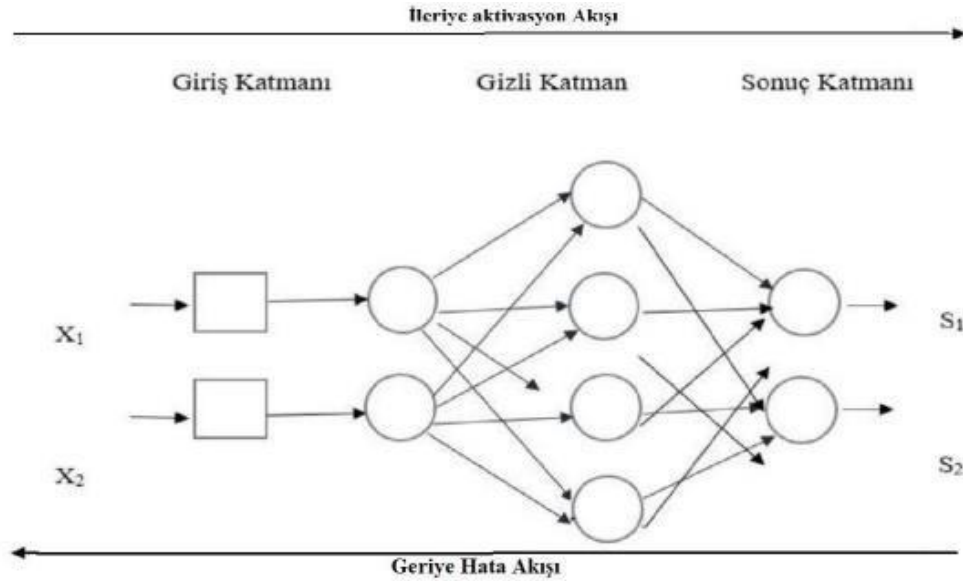 İleriye aktivasyon Akışı
Giriş Katmanı Gizli Katman Sonuç Katmanı
X₁ S₁
X₂ S₂
Geriye Hata Akışı